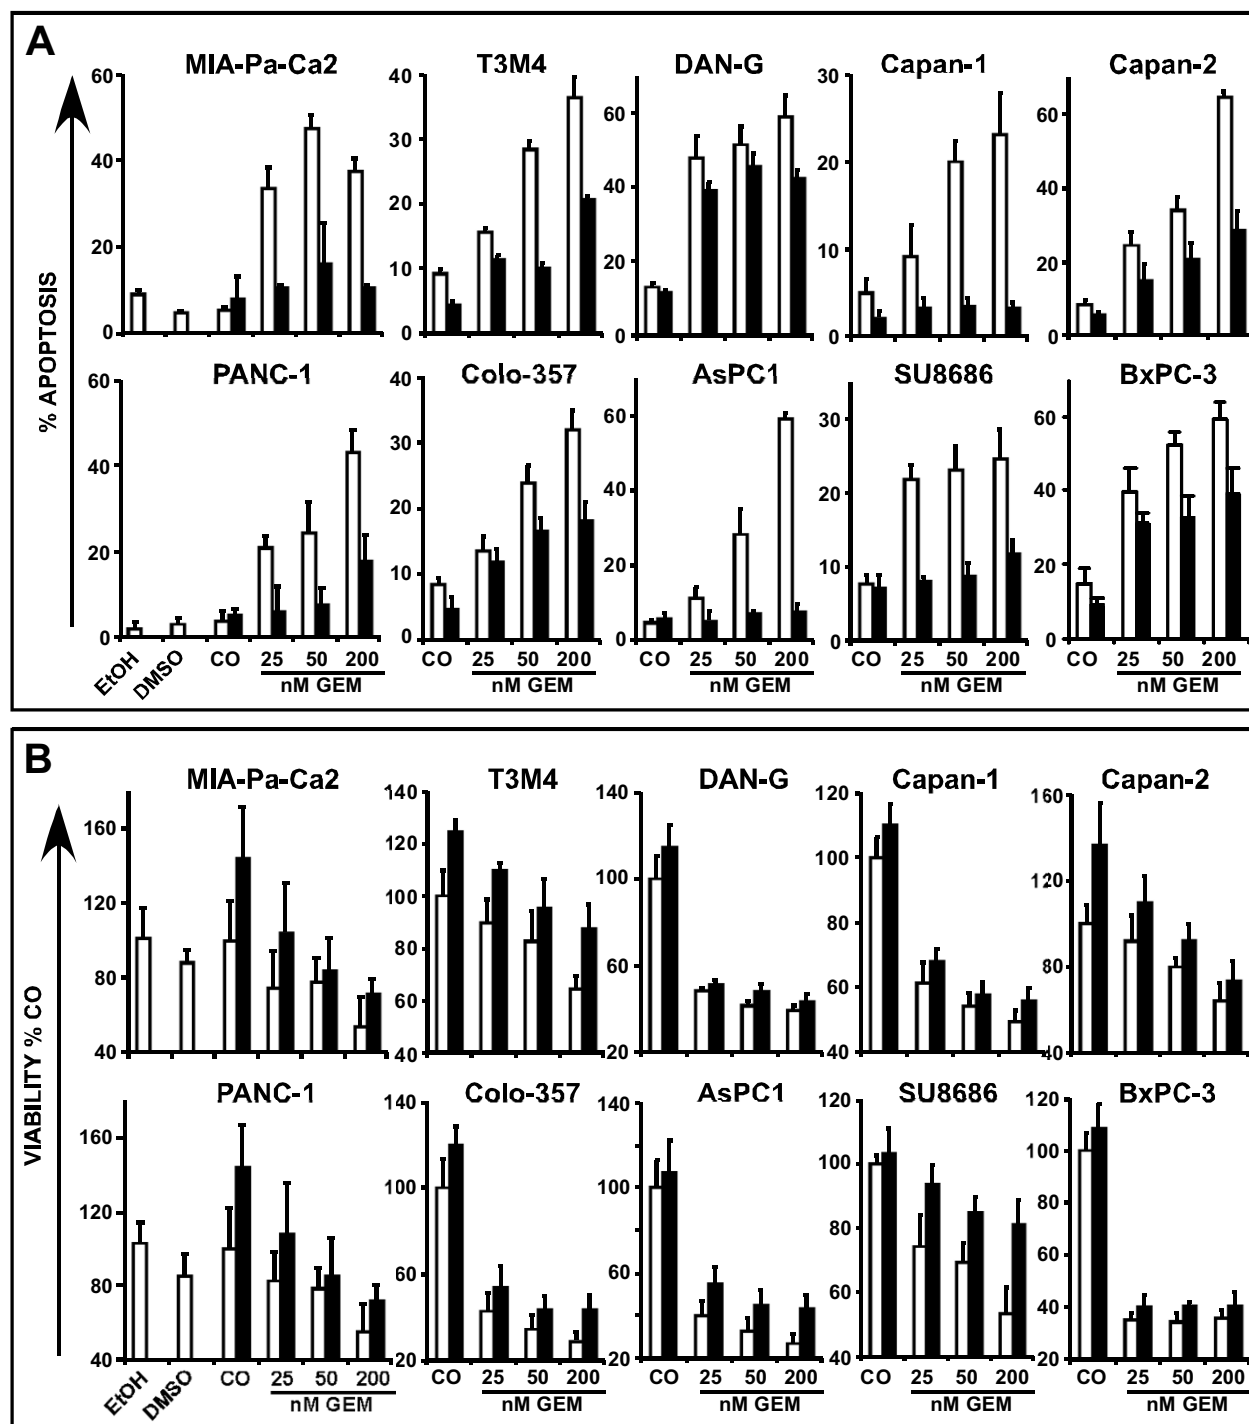 A
MIA-Pa-Ca2 T3M4 DAN-G Capan-1 Capan-2
60 40 20 0
40 30 20 10 0
60 40 20 0
30 20 10 0
60 40 20 0
% APOPTOSIS
PANC-1 Colo-357 AsPC1 SU8686 BxPC-3
60 40 20 0
40 30 20 10 0
60 40 20 0
30 20 10 0
60 40 20 0
EtOH DMSO CO 25 50 200 CO 25 50 200 CO 25 50 200 CO 25 50 200 CO 25 50 200
nM GEM nM GEM nM GEM nM GEM nM GEM
B
MIA-Pa-Ca2 T3M4 DAN-G Capan-1 Capan-2
160 120 80 40
140 120 100 80 60 40
140 100 60 20
120 100 80 60 40
160 120 80 40
VIABILITY % CO
PANC-1 Colo-357 AsPC1 SU8686 BxPC-3
160 120 80 40
140 100 60 20
140 100 60 20
120 100 80 60 40
120 100 80 60 40 20
EtOH DMSO CO 25 50 200 CO 25 50 200 CO 25 50 200 CO 25 50 200 CO 25 50 200
nM GEM nM GEM nM GEM nM GEM nM GEM